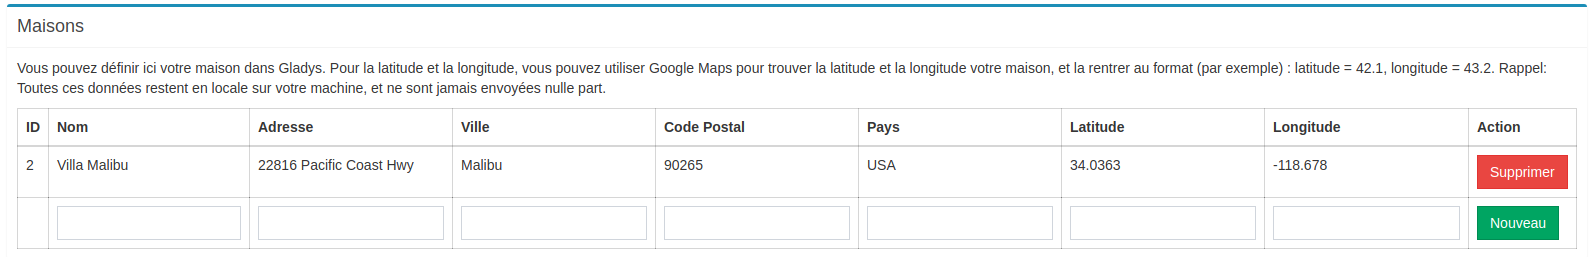 Maisons
Vous pouvez définir ici votre maison dans Gladys. Pour la latitude et la longitude, vous pouvez utiliser Google Maps pour trouver la latitude et la longitude votre maison, et la rentrer au format (par exemple) : latitude = 42.1, longitude = 43.2. Rappel:
Toutes ces données restent en locale sur votre machine, et ne sont jamais envoyées nulle part.
ID Nom Adresse Ville Code Postal Pays Latitude Longitude Action
2 Villa Malibu 22816 Pacific Coast Hwy Malibu 90265 USA 34.0363 -118.678 Supprimer
Nouveau